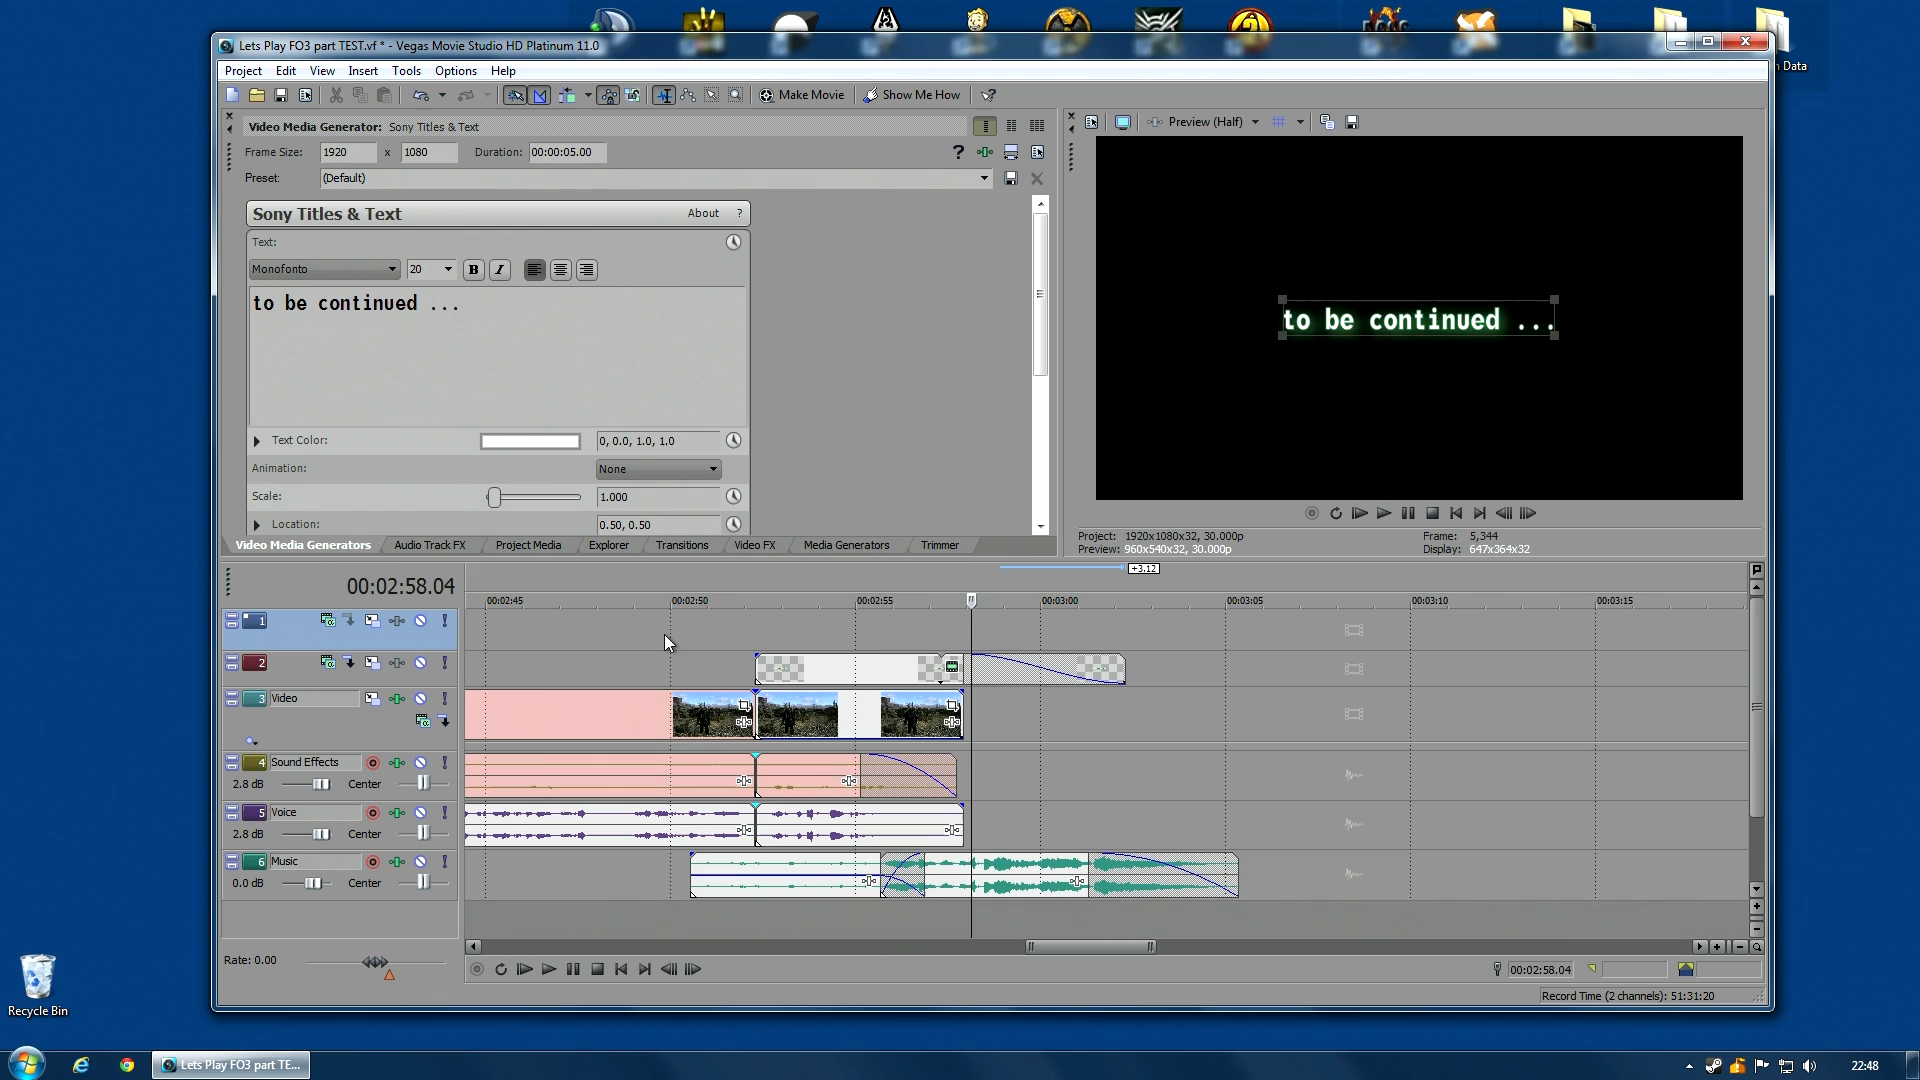 n Data
Lets Play FO3 part TEST.vf * - Vegas Movie Studio HD Platinum 11.0
Project Edit View Insert Tools Options Help
Make Movie Show Me How
Video Media Generator: Sony Titles & Text
Preview (Half)
Frame Size: 1920 x 1080 Duration: 00:00:05.00 ?
Preset: (Default)
Sony Titles & Text About ?
Text:
Monofonto 20 B I
to be continued ...
to be continued ...
Text Color: 0, 0.0, 1.0, 1.0
Animation: None
Scale: 1.000
Location: 0.50, 0.50
Video Media Generators Audio Track FX Project Media Explorer Transitions Video FX Media Generators Trimmer
Project: 1920x1080x32, 30.000p Frame: 5,344
Preview: 960x540x32, 30.000p Display: 647x364x32
+3.12
00:02:58.04
00:02:45 00:02:50 00:02:55 00:03:00 00:03:05 00:03:10 00:03:15
1
2
3 Video
4 Sound Effects
2.8 dB Center
5 Voice
2.8 dB Center
6 Music
0.0 dB Center
Rate: 0.00
00:02:58.04
Record Time (2 channels): 51:31:20
Recycle Bin
Lets Play FO3 part TE...
22:48